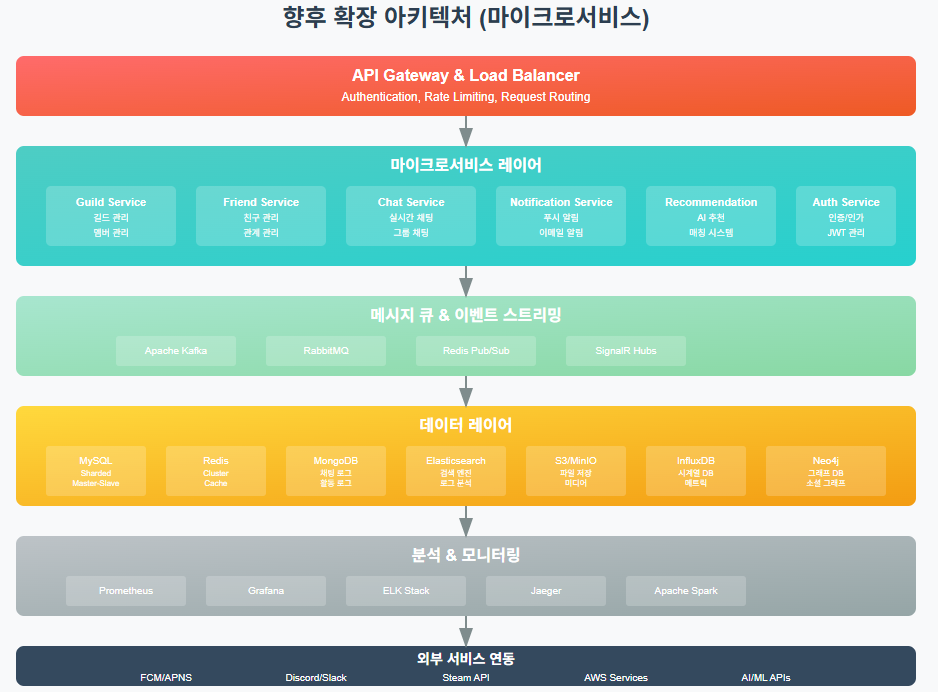 향후 확장 아키텍처 (마이크로서비스)
API Gateway & Load Balancer
Authentication, Rate Limiting, Request Routing
마이크로서비스 레이어
Guild Service
길드 관리
멤버 관리
Friend Service
친구 관리
관계 관리
Chat Service
실시간 채팅
그룹 채팅
Notification Service
푸시 알림
이메일 알림
Recommendation
AI 추천
매칭 시스템
Auth Service
인증/인가
JWT 관리
메시지 큐 & 이벤트 스트리밍
Apache Kafka
RabbitMQ
Redis Pub/Sub
SignalR Hubs
데이터 레이어
MySQL
Sharded
Master-Slave
Redis
Cluster
Cache
MongoDB
채팅 로그
활동 로그
Elasticsearch
검색 엔진
로그 분석
S3/MinIO
파일 저장
미디어
InfluxDB
시계열 DB
메트릭
Neo4j
그래프 DB
소셜 그래프
분석 & 모니터링
Prometheus
Grafana
ELK Stack
Jaeger
Apache Spark
외부 서비스 연동
FCM/APNS
Discord/Slack
Steam API
AWS Services
AI/ML APIs